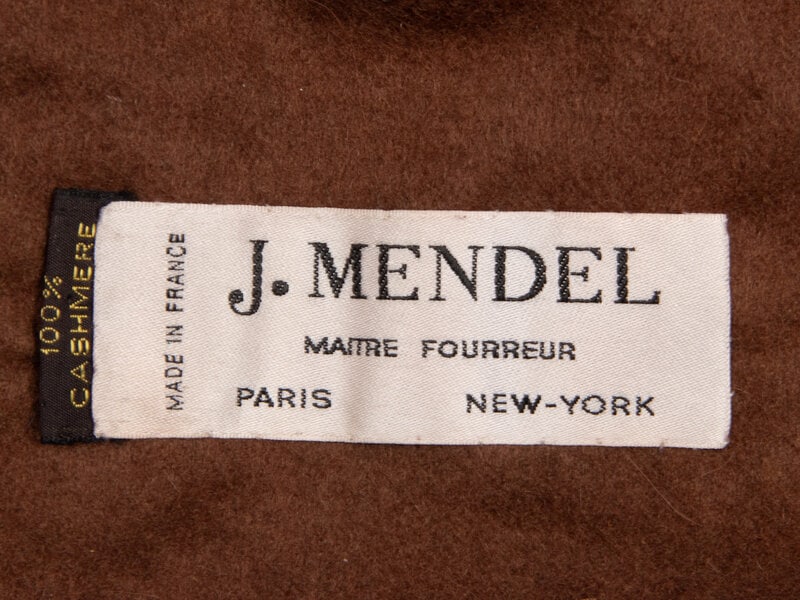 100%
CASHMERE
MADE IN FRANCE
J. MENDEL
MAITRE FOURREUR
PARIS NEW-YORK